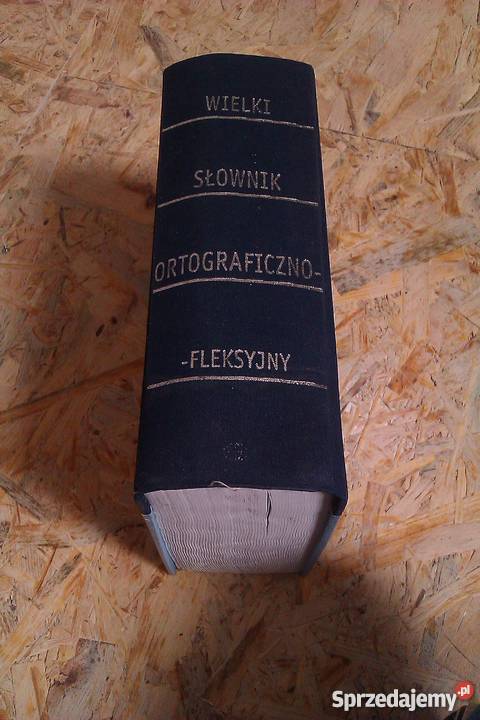 WIELKI
SŁOWNIK
ORTOGRAFICZNO-
-FLEKSYJNY
Sprzedajemy.pl